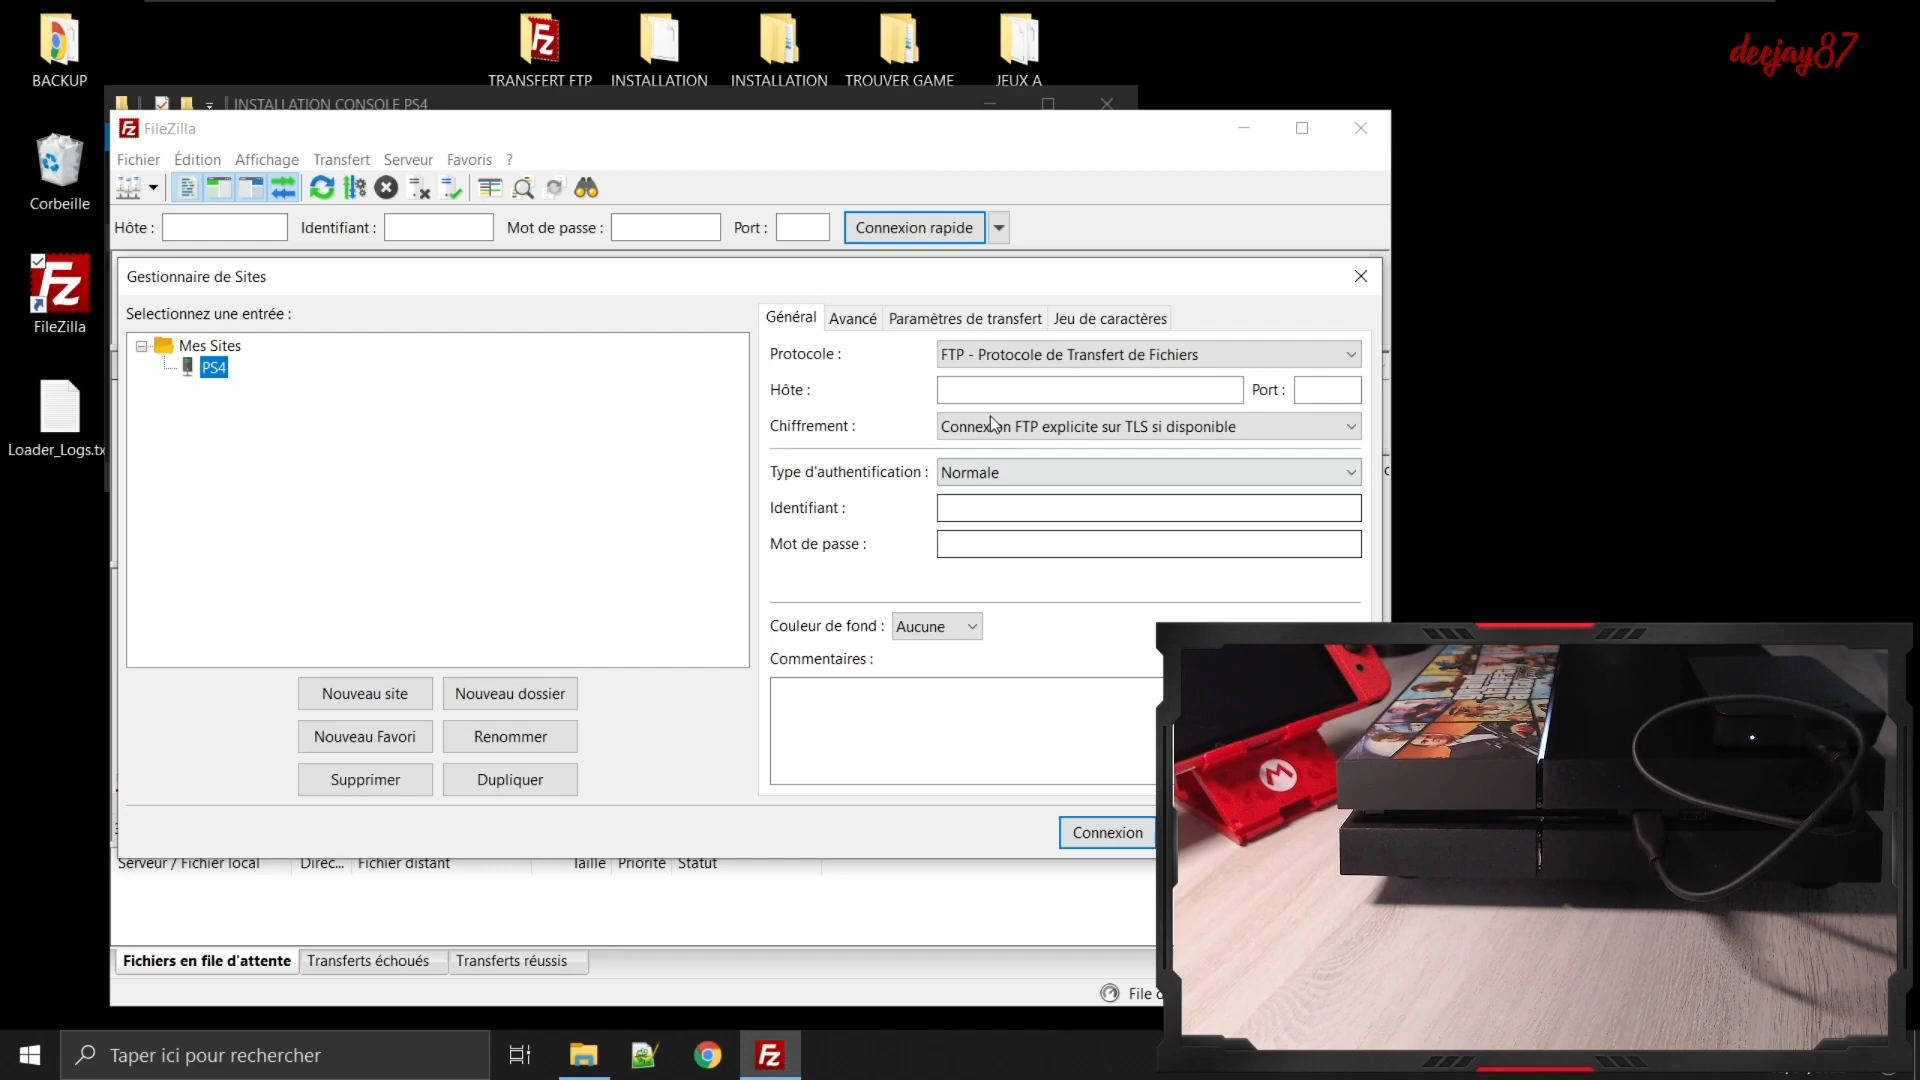 BACKUP
TRANSFERT FTP
INSTALLATION
INSTALLATION
TROUVER GAME
JEUX A
deejay87
INSTALLATION CONSOLE PS4
Corbeille
FileZilla
Loader_Logs.tx
FileZilla
Fichier Édition Affichage Transfert Serveur Favoris ?
Hôte : Identifiant : Mot de passe : Port : Connexion rapide
Gestionnaire de Sites
Selectionnez une entrée :
Mes Sites
PS4
Nouveau site Nouveau dossier
Nouveau Favori Renommer
Supprimer Dupliquer
Général Avancé Paramètres de transfert Jeu de caractères
Protocole : FTP - Protocole de Transfert de Fichiers
Hôte : Port :
Chiffrement : Connexion FTP explicite sur TLS si disponible
Type d'authentification : Normale
Identifiant :
Mot de passe :
Couleur de fond : Aucune
Commentaires :
Connexion
Serveur / Fichier local Direc... Fichier distant Taille Priorité Statut
Fichiers en file d'attente Transferts échoués Transferts réussis
File
Taper ici pour rechercher